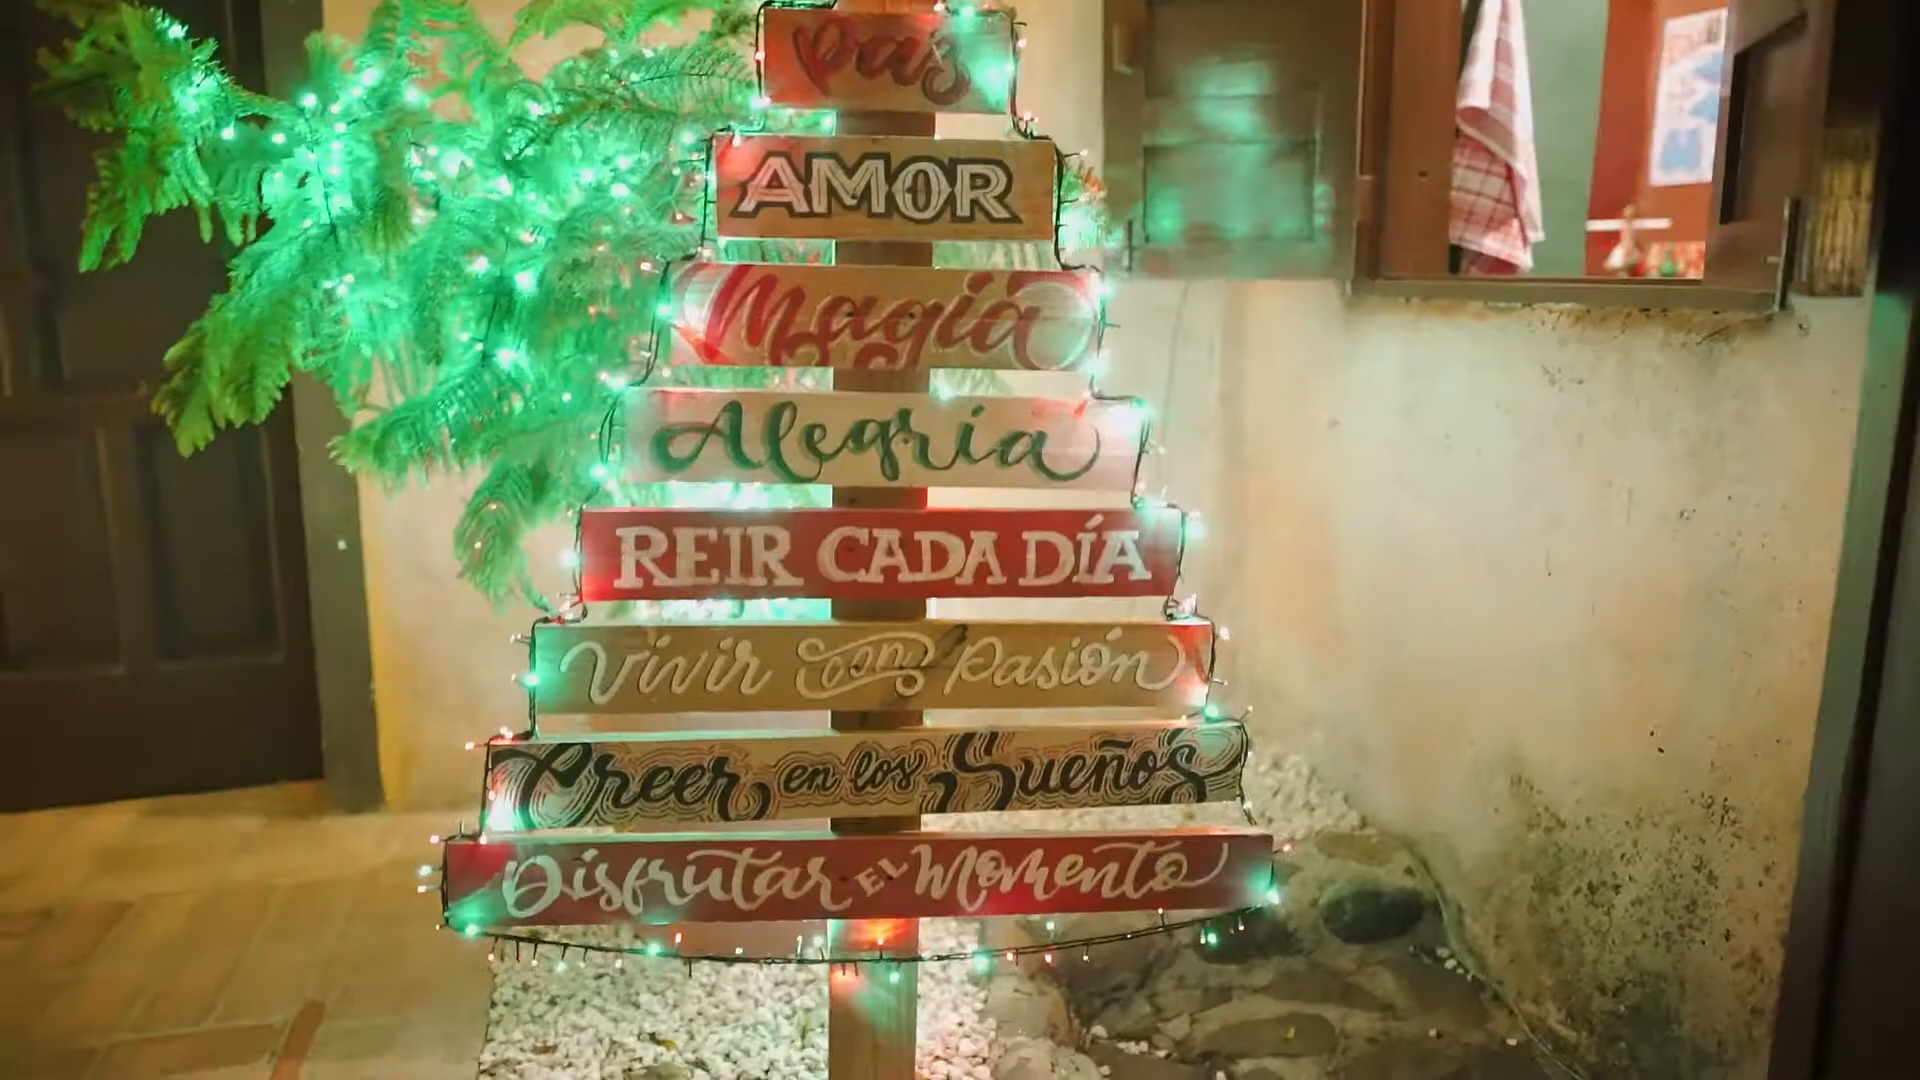 paz
AMOR
Magia
Alegría
REIR CADA DÍA
Vivir con pasión
Creer en los Sueños
Disfrutar EL Momento